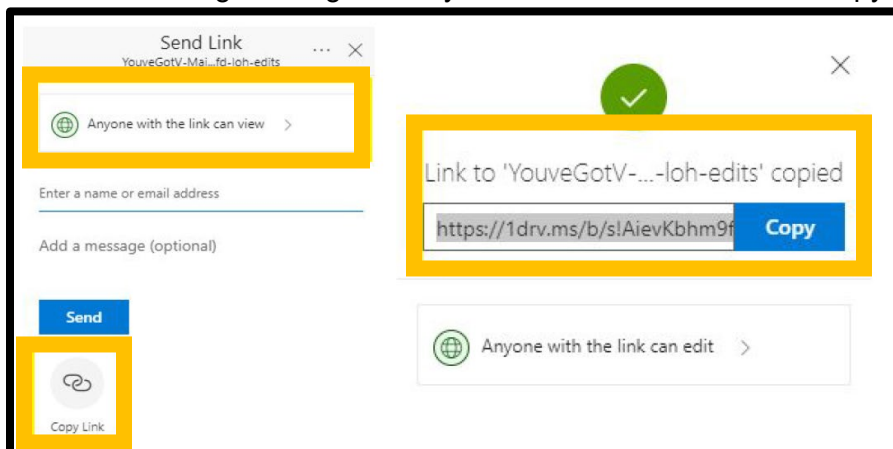 Send Link
YouveGotV-Mai...fd-loh-edits
Anyone with the link can view
Enter a name or email address
Add a message (optional)
Send
Copy Link
Link to 'YouveGotV-...-loh-edits' copied
https://1drv.ms/b/s!AievKbhm9f
Copy
Anyone with the link can edit